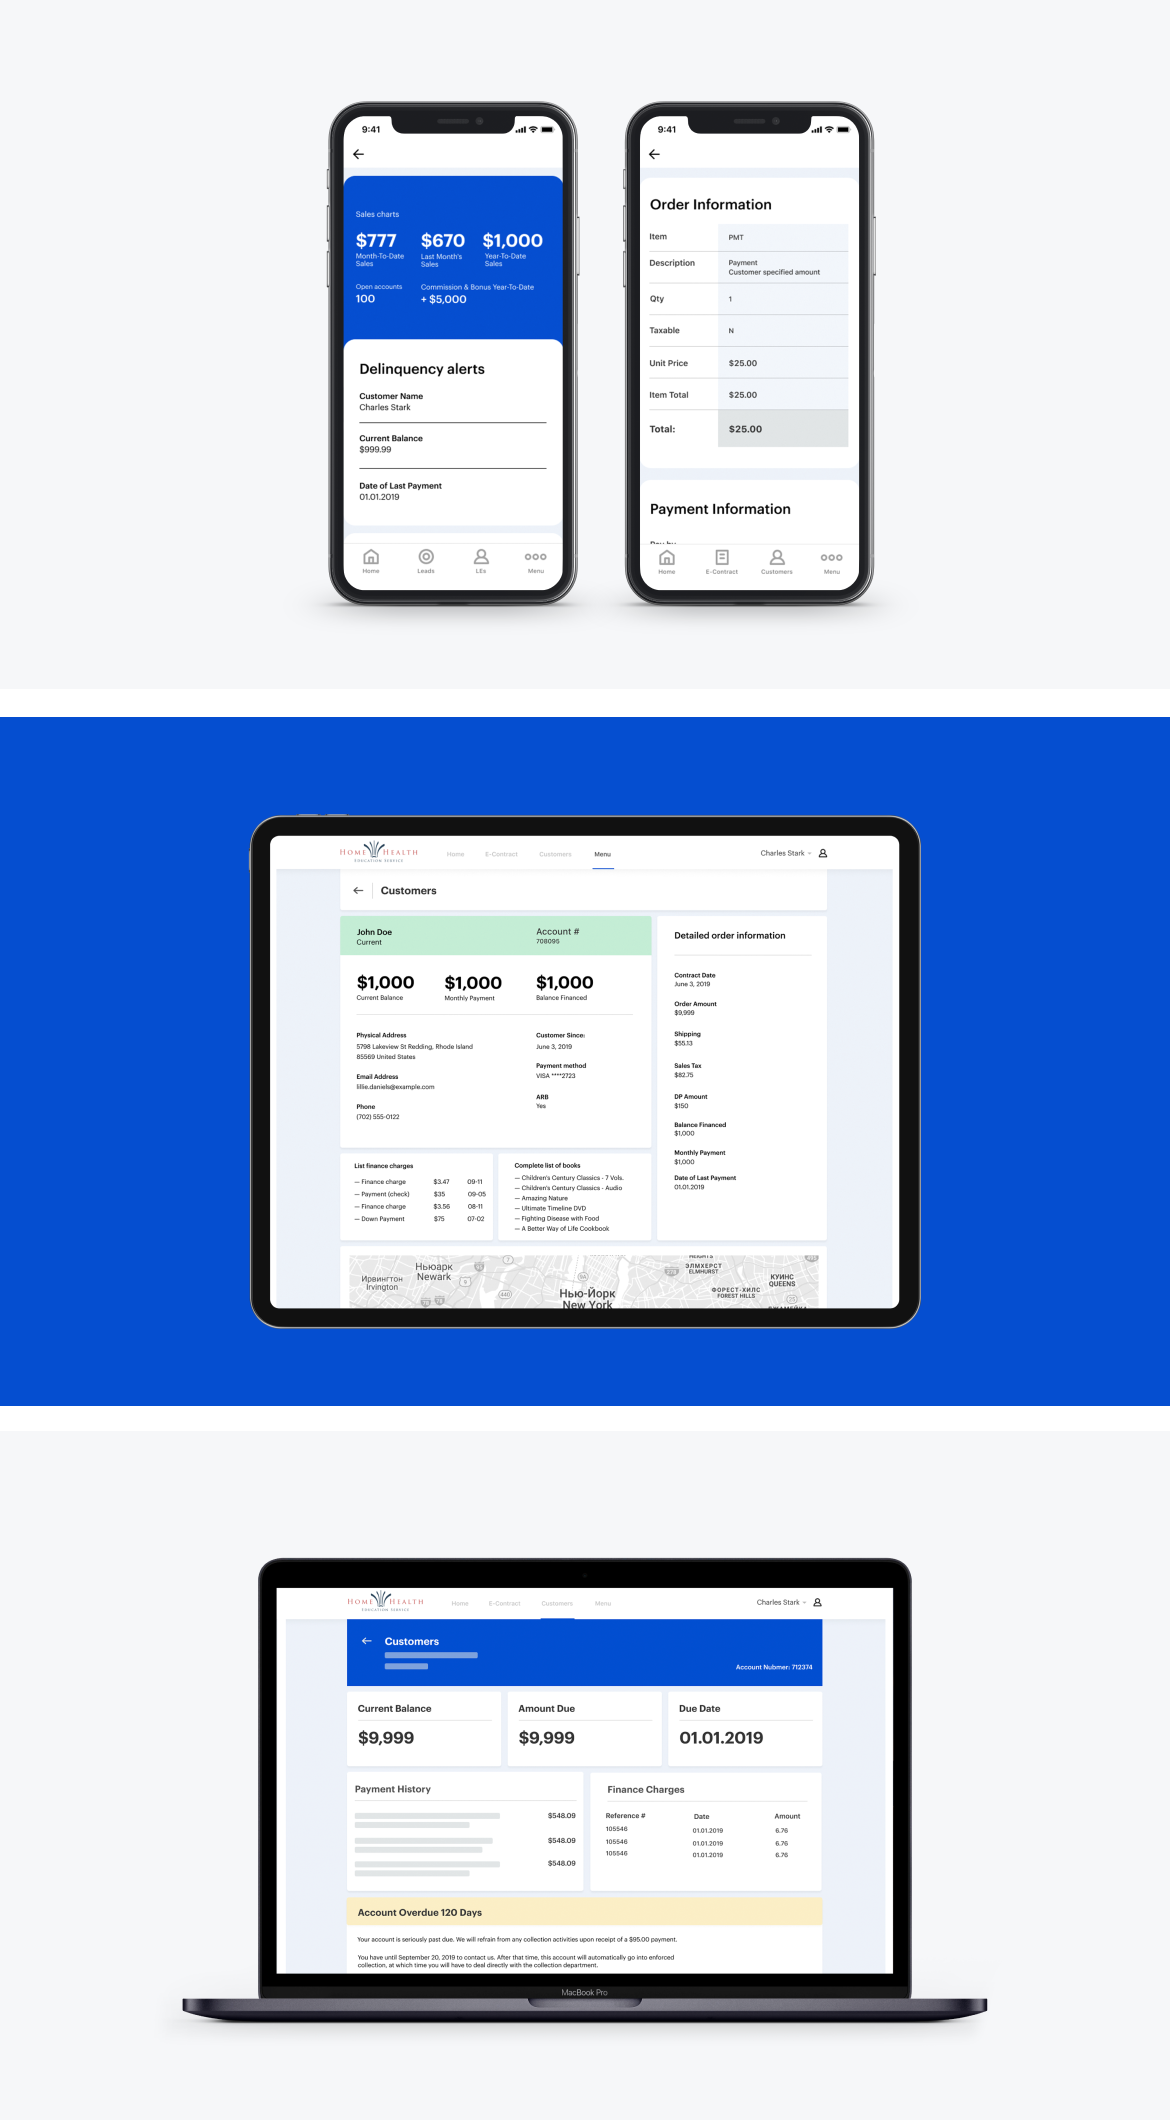 9:41
Sales charts
$777 $670 $1,000
Month-To-Date Sales
Last Month's Sales
Year-To-Date Sales
Open accounts
100
Commission & Bonus Year-To-Date
+ $5,000
Delinquency alerts
Customer Name
Charles Stark
Current Balance
$999.99
Date of Last Payment
01.01.2019
Home Leads LEs Menu
9:41
Order Information
Item PMT
Description Payment
Customer specified amount
Qty 1
Taxable N
Unit Price $25.00
Item Total $25.00
Total: $25.00
Payment Information
Home E-Contract Customers Menu
HOME HEALTH
EDUCATION SERVICE
Home E-Contract Customers Menu
Charles Stark
Customers
John Doe
Current
Account #
708095
$1,000 $1,000 $1,000
Current Balance Monthly Payment Balance Financed
Physical Address
5798 Lakeview St Redding, Rhode Island
85569 United States
Email Address
lillie.daniels@example.com
Phone
(702) 555-0122
Customer Since:
June 3, 2019
Payment method
VISA ****2723
ARB
Yes
Detailed order information
Contract Date
June 3, 2019
Order Amount
$9,999
Shipping
$55.13
Sales Tax
$82.75
DP Amount
$150
Balance Financed
$1,000
Monthly Payment
$1,000
Date of Last Payment
01.01.2019
List finance charges
— Finance charge $3.47 09-11
— Payment (check) $35 09-05
— Finance charge $3.56 08-11
— Down Payment $75 07-02
Complete list of books
— Children's Century Classics - 7 Vols.
— Children's Century Classics - Audio
— Amazing Nature
— Ultimate Timeline DVD
— Fighting Disease with Food
— A Better Way of Life Cookbook
Ньюарк
Newark
Ирвингтон
Irvington
Нью-Йорк
New York
HEIGHTS
ЭЛМХЕРСТ
ELMHURST
КУИНС
QUEENS
ФОРЕСТ-ХИЛС
FOREST HILLS
HOME HEALTH
EDUCATION SERVICE
Home E-Contract Customers Menu
Charles Stark
Customers
Account Nubmer: 712374
Current Balance
$9,999
Amount Due
$9,999
Due Date
01.01.2019
Payment History
$548.09
$548.09
$548.09
Finance Charges
Reference # Date Amount
105546 01.01.2019 6.76
105546 01.01.2019 6.76
105546 01.01.2019 6.76
Account Overdue 120 Days
Your account is seriously past due. We will refrain from any collection activities upon receipt of a $95.00 payment.
You have until September 20, 2019 to contact us. After that time, this account will automatically go into enforced
collection, at which time you will have to deal directly with the collection department.
MacBook Pro